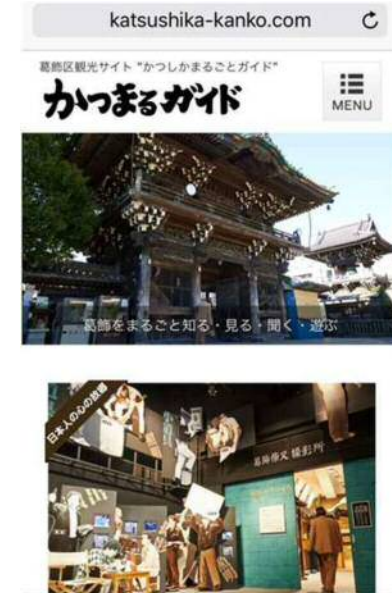 katsushika-kanko.com
葛飾区観光サイト "かつしかまるごとガイド"
かつまるガイド
MENU
葛飾をまるごと知る・見る・聞く・遊ぶ
日本人の心の故郷
葛飾柴又撮影所